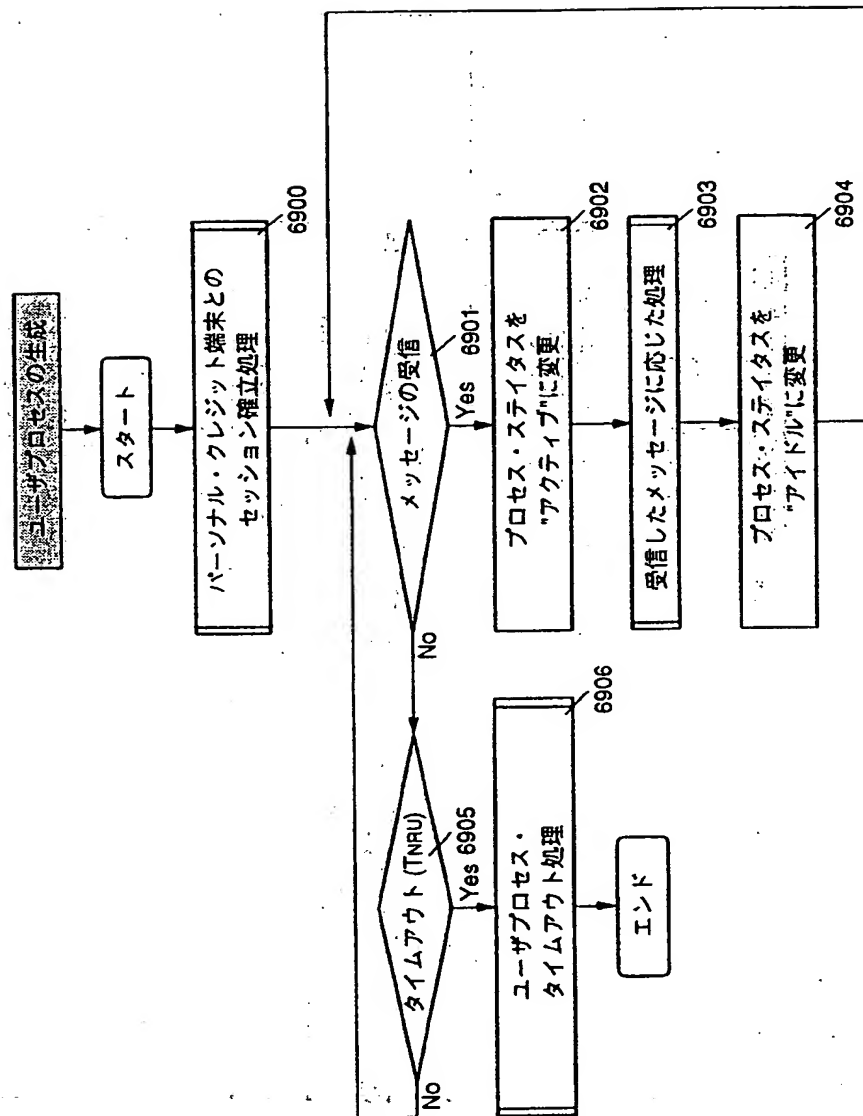 ユーザプロセスの生成
スタート
パーソナル・クレジット端末との
セッション確立処理
6900
メッセージの受信
6901
Yes
No
プロセス・ステイタスを
"アクティブ"に変更
6902
受信したメッセージに応じた処理
6903
プロセス・ステイタスを
"アイドル"に変更
6904
タイムアウト(TNRU)
6905
Yes
No
ユーザプロセス・
タイムアウト処理
6906
エンド